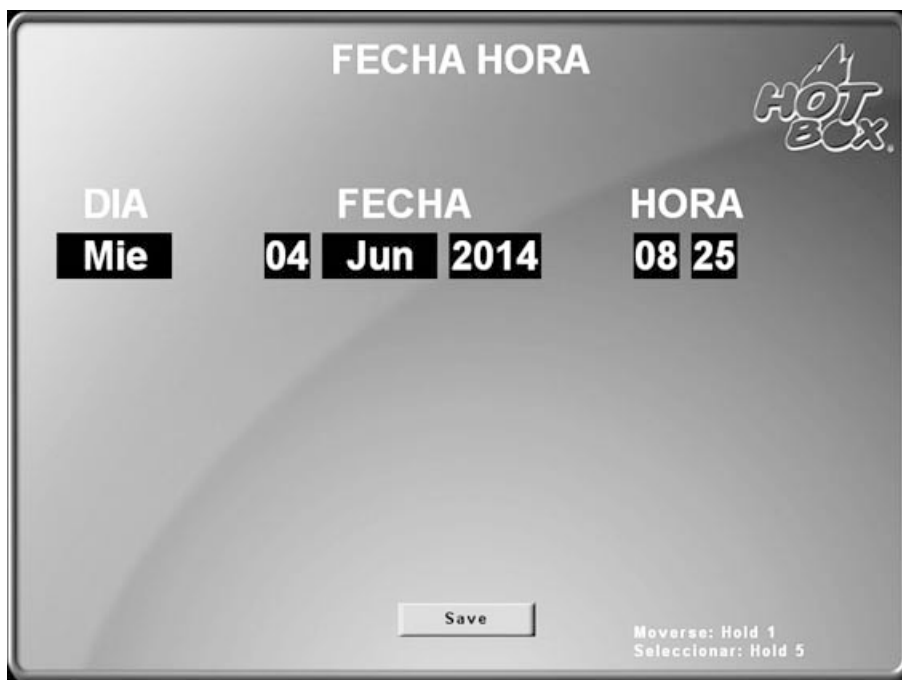 FECHA HORA
HOT
BOX®
DIA FECHA HORA
Mie 04 Jun 2014 08 25
Save
Moverse: Hold 1
Seleccionar: Hold 5